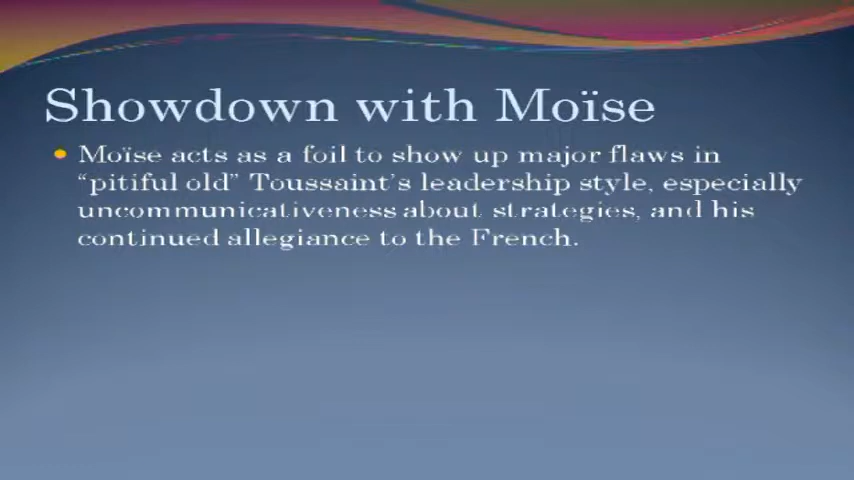 Showdown with Moïse
• Moïse acts as a foil to show up major flaws in
“pitiful old” Toussaint’s leadership style, especially
uncommunicativeness about strategies, and his
continued allegiance to the French.